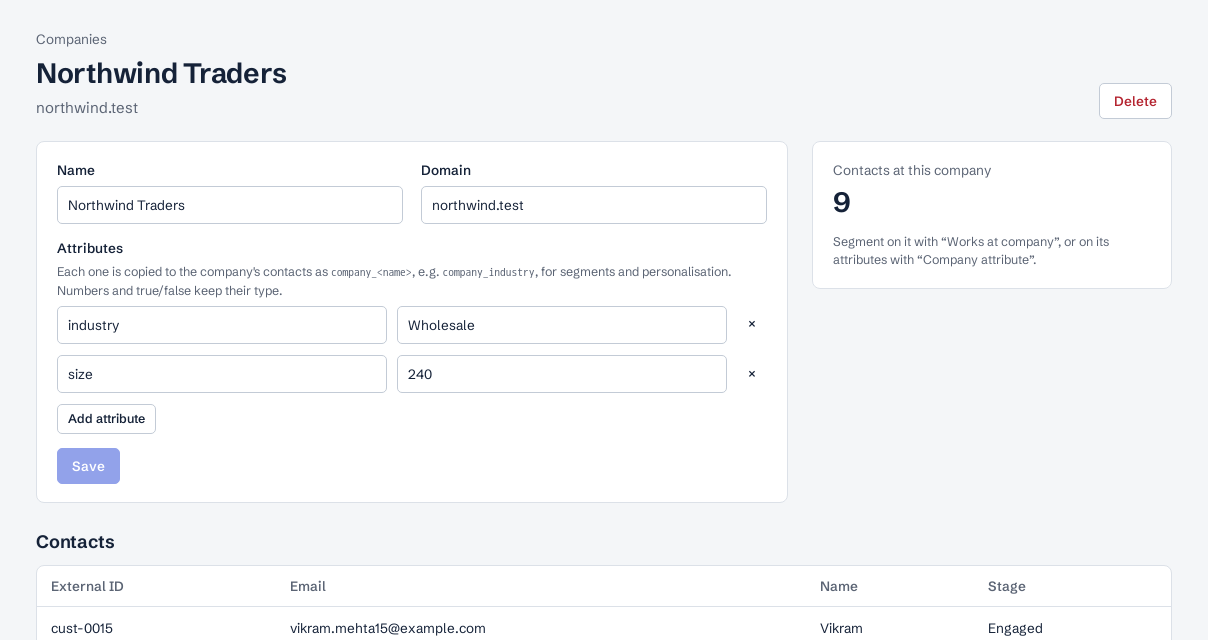 Companies
Northwind Traders
northwind.test
Delete
Name
Domain
Northwind Traders
northwind.test
Attributes
Each one is copied to the company's contacts as company_<name>, e.g. company_industry, for segments and personalisation.
Numbers and true/false keep their type.
industry
Wholesale
×
size
240
×
Add attribute
Save
Contacts at this company
9
Segment on it with “Works at company”, or on its
attributes with “Company attribute”.
Contacts
External ID
Email
Name
Stage
cust-0015
vikram.mehta15@example.com
Vikram
Engaged